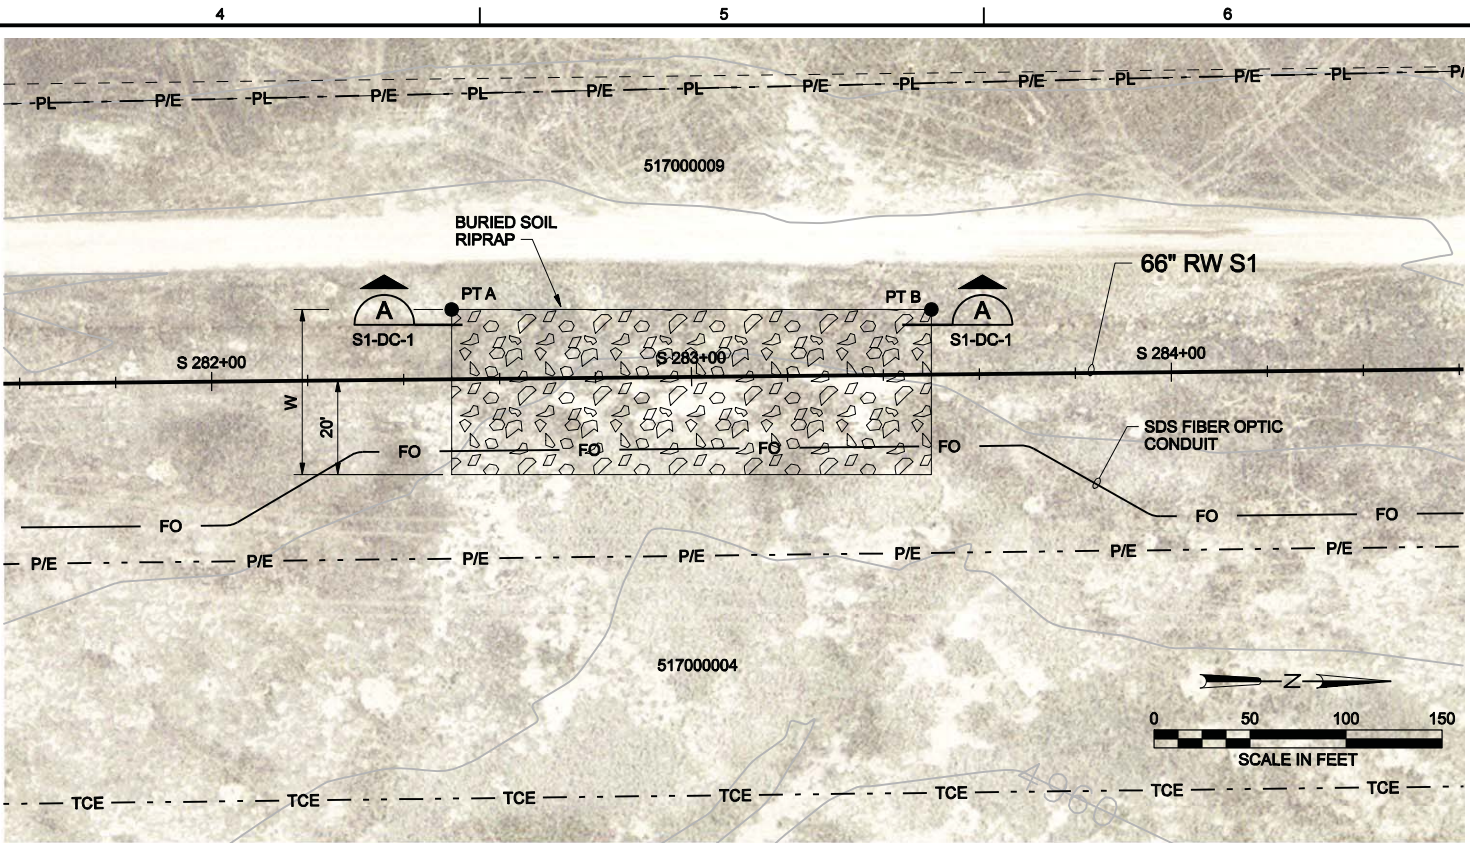 4 5 6
PL P/E PL P/E PL P/E PL P/E PL P/E PL P/E PL P/
517000009
BURIED SOIL
RIPRAP
66" RW S1
PT A
PT B
A
A
S1-DC-1
S1-DC-1
S 282+00
S 283+00
S 284+00
W
20'
SDS FIBER OPTIC
CONDUIT
FO FO FO FO FO FO FO
P/E P/E P/E P/E P/E P/E P/E
517000004
N
0 50 100 150
SCALE IN FEET
TCE TCE TCE TCE TCE TCE TCE